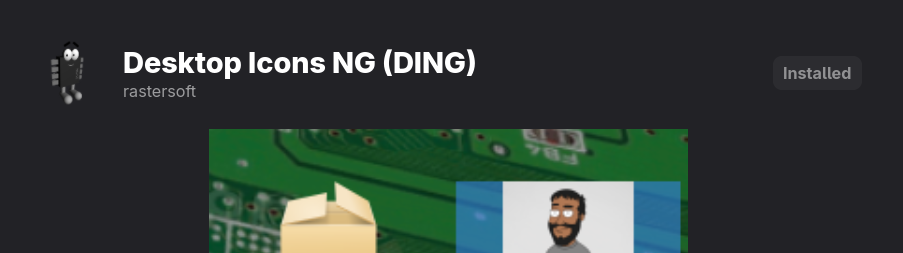 Desktop Icons NG (DING)
rastersoft
Installed